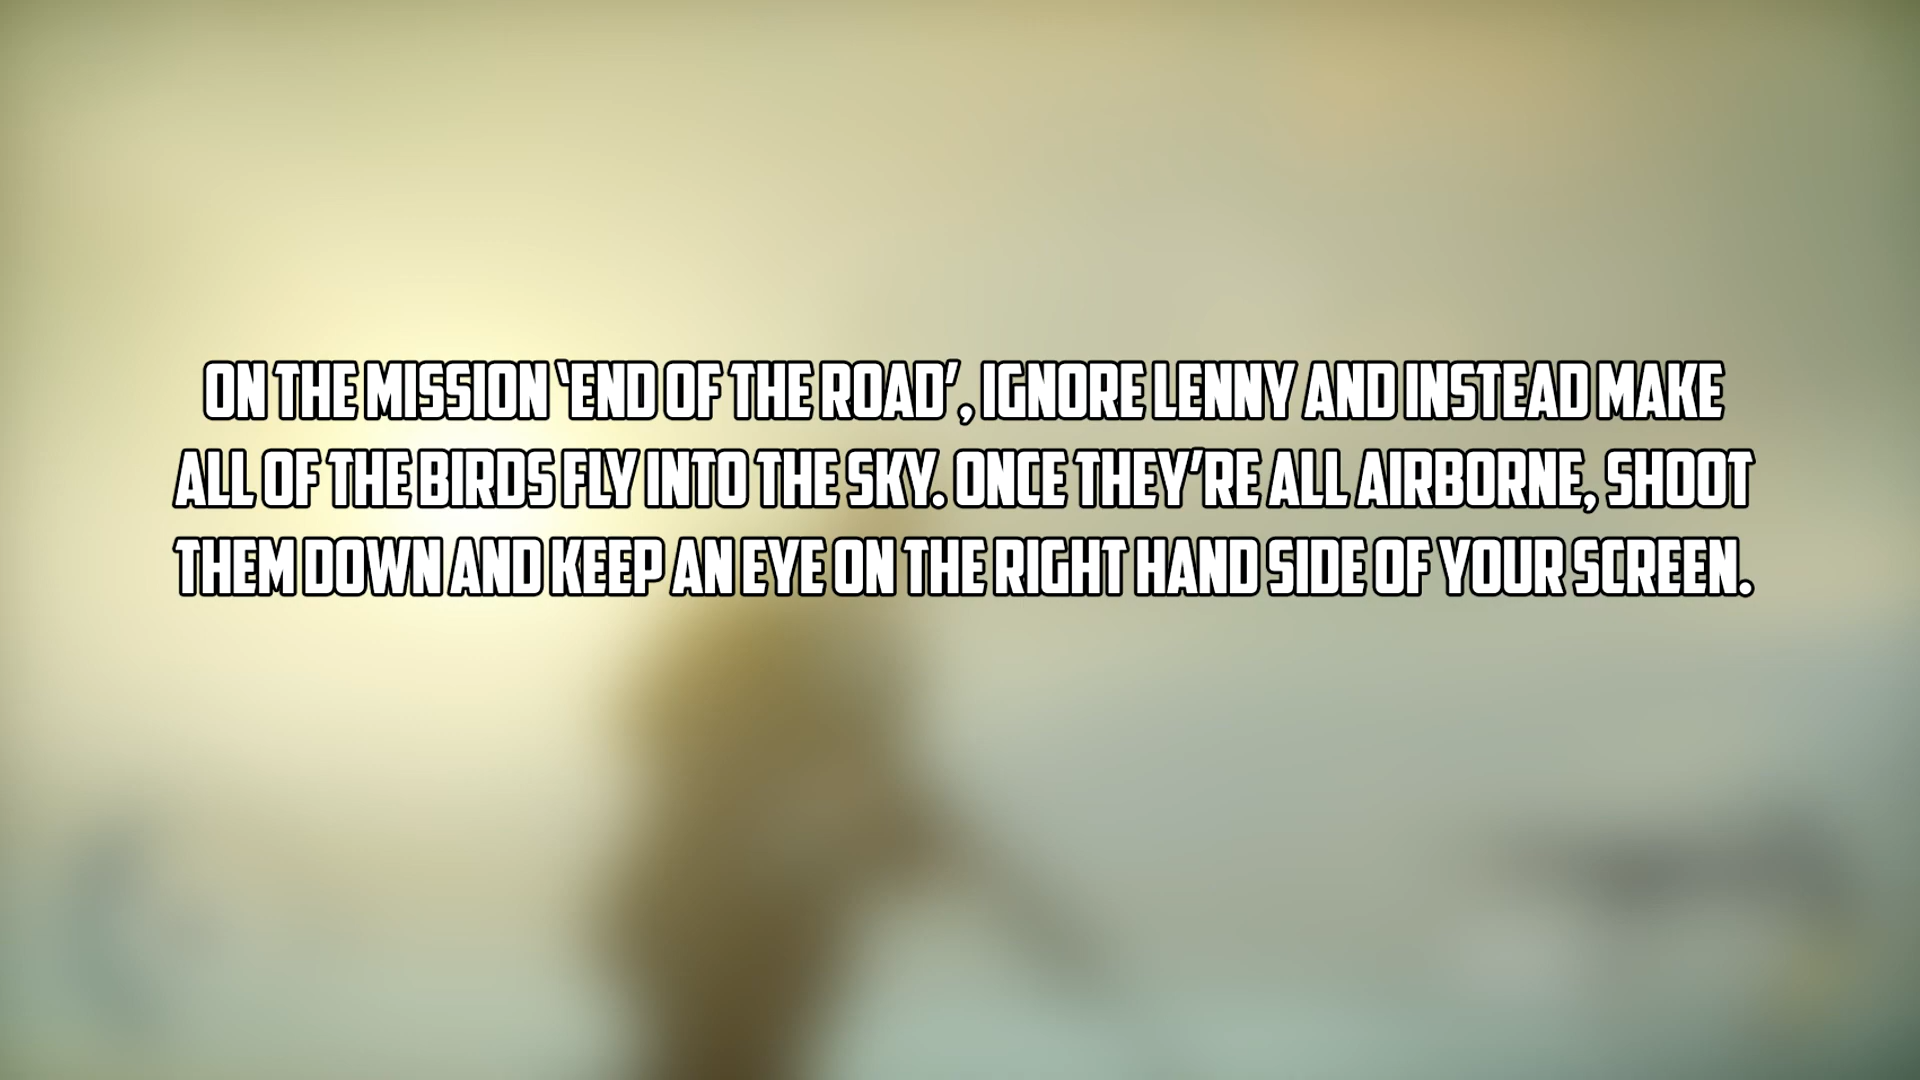 ON THE MISSION ‘END OF THE ROAD’, IGNORE LENNY AND INSTEAD MAKE
ALL OF THE BIRDS FLY INTO THE SKY. ONCE THEY’RE ALL AIRBORNE, SHOOT
THEM DOWN AND KEEP AN EYE ON THE RIGHT HAND SIDE OF YOUR SCREEN.